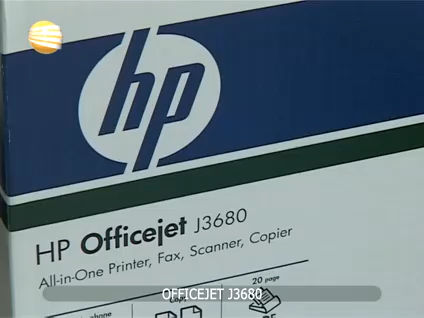 hp
HP Officejet J3680
All-in-One Printer, Fax, Scanner, Copier
20 page
OFFICEJET J3680